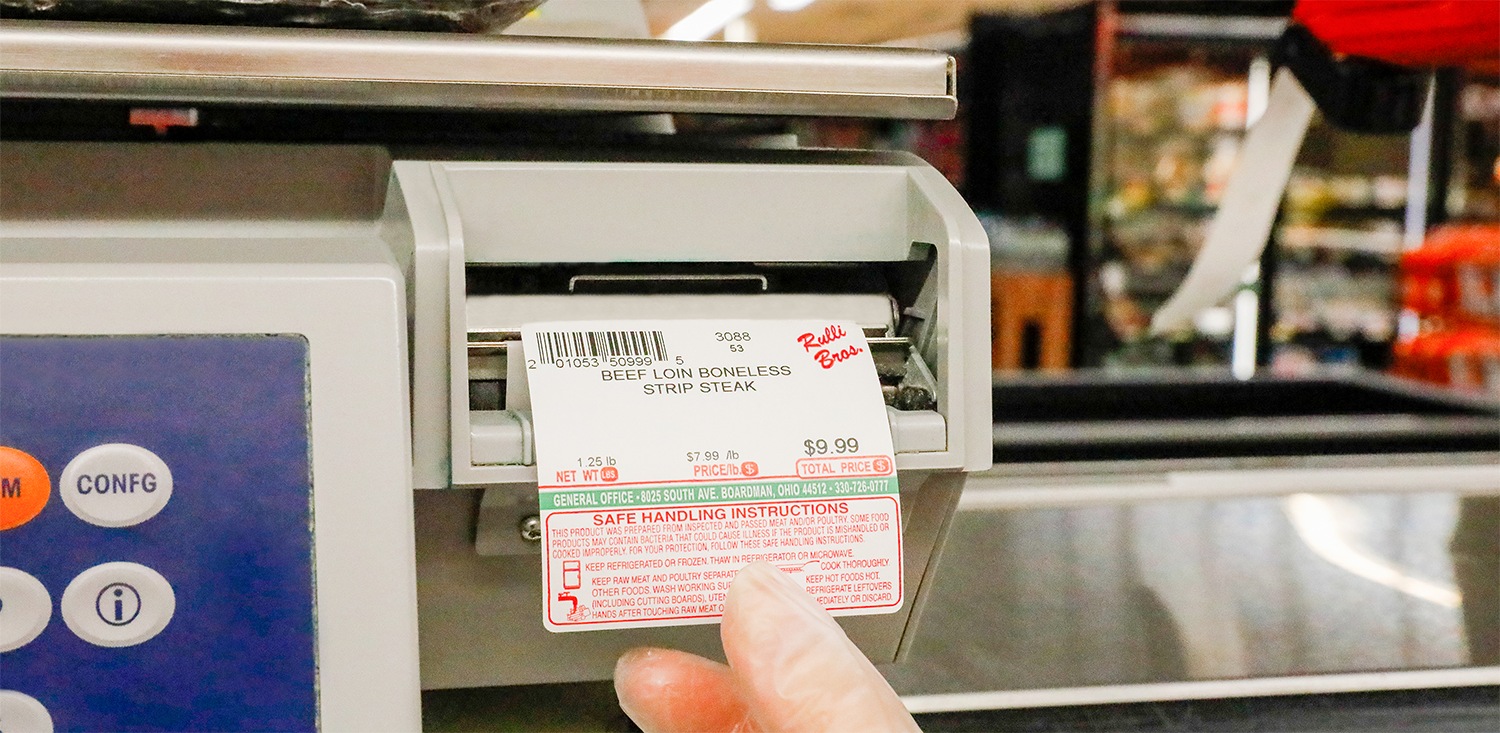 3088
53
Rulli
Bros.
2 01053 50999 5
BEEF LOIN BONELESS
STRIP STEAK
1.25 lb $7.99 /lb $9.99
NET WT LBS PRICE/lb. $ TOTAL PRICE $
GENERAL OFFICE • 8025 SOUTH AVE. BOARDMAN, OHIO 44512 • 330-726-0777
SAFE HANDLING INSTRUCTIONS
THIS PRODUCT WAS PREPARED FROM INSPECTED AND PASSED MEAT AND/OR POULTRY. SOME FOOD
PRODUCTS MAY CONTAIN BACTERIA THAT COULD CAUSE ILLNESS IF THE PRODUCT IS MISHANDLED OR
COOKED IMPROPERLY. FOR YOUR PROTECTION, FOLLOW THESE SAFE HANDLING INSTRUCTIONS.
KEEP REFRIGERATED OR FROZEN. THAW IN REFRIGERATOR OR MICROWAVE.
COOK THOROUGHLY
KEEP RAW MEAT AND POULTRY
OTHER FOODS. WASH WORKING
(INCLUDING CUTTING BOARDS),
HANDS AFTER TOUCHING RAW MEAT
KEEP HOT FOODS HOT.
LEFTOVERS
OR DISCARD.
M
CONFG
i